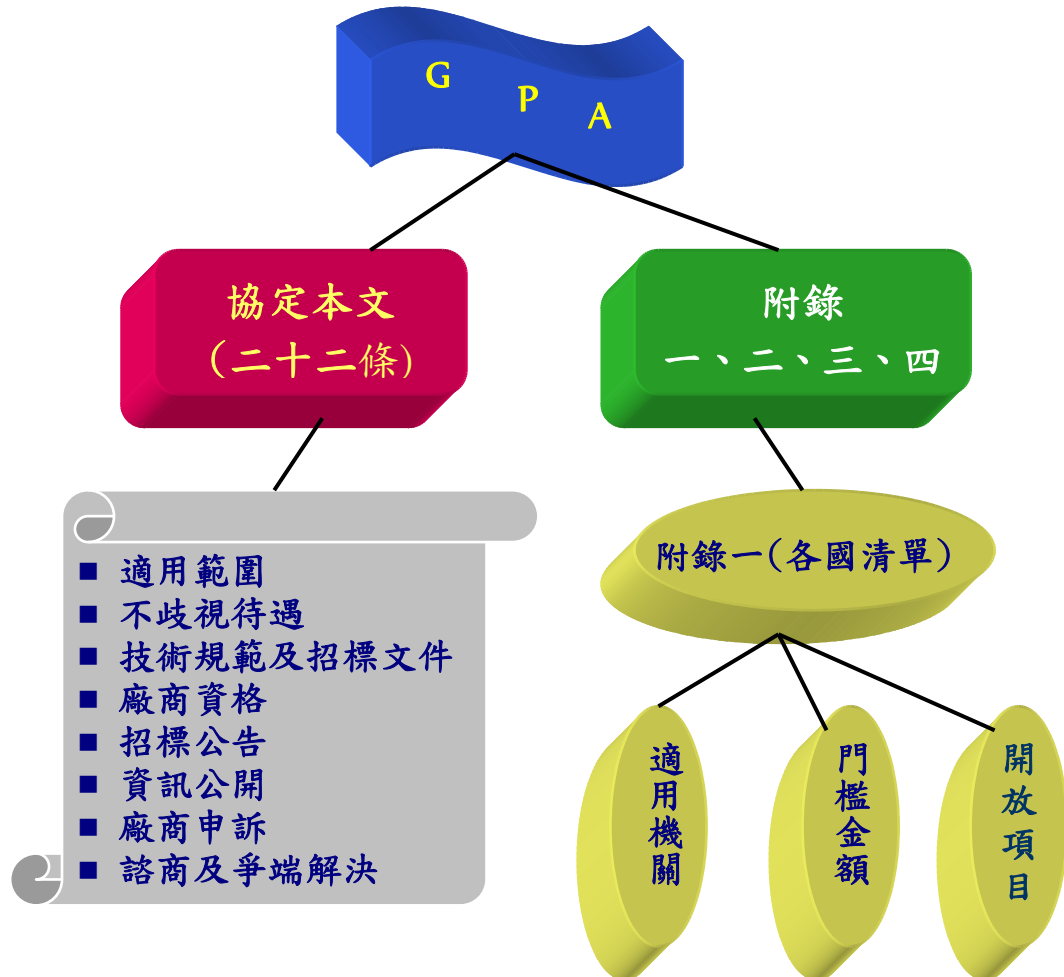 G P A
協定本文
（二十二條）
附錄
一、二、三、四
適用範圍
不歧視待遇
技術規範及招標文件
廠商資格
招標公告
資訊公開
廠商申訴
諮商及爭端解決
附錄一(各國清單)
適用機關
門檻金額
開放項目